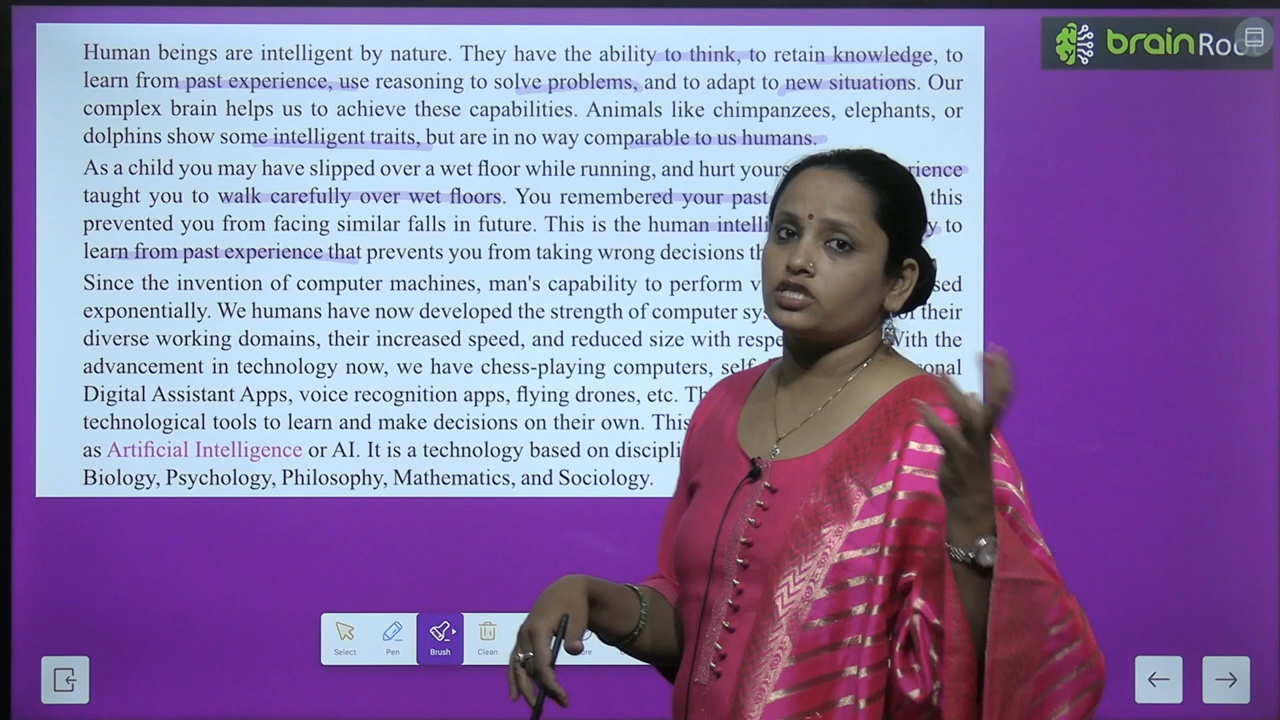 Human beings are intelligent by nature. They have the ability to think, to retain knowledge, to
learn from past experience, use reasoning to solve problems, and to adapt to new situations. Our
complex brain helps us to achieve these capabilities. Animals like chimpanzees, elephants, or
dolphins show some intelligent traits, but are in no way comparable to us humans.
As a child you may have slipped over a wet floor while running, and hurt
taught you to walk carefully over wet floors. You remembered your past this
prevented you from facing similar falls in future. This is the human to
learn from past experience that prevents you from taking wrong decisions
Since the invention of computer machines, man's capability to perform
exponentially. We humans have now developed the strength of computer their
diverse working domains, their increased speed, and reduced size with With the
advancement in technology now, we have chess-playing computers,
Digital Assistant Apps, voice recognition apps, flying drones, etc.
technological tools to learn and make decisions on their own. This
as Artificial Intelligence or AI. It is a technology based on
Biology, Psychology, Philosophy, Mathematics, and Sociology.
brain
Select Pen Brush Clean